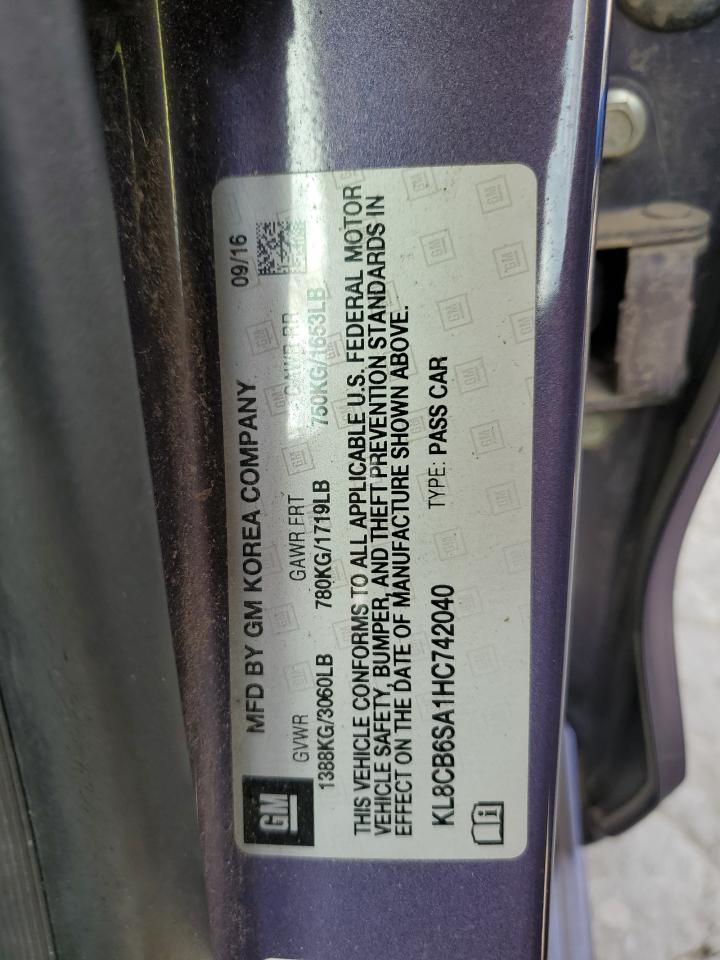 GM
MFD BY GM KOREA COMPANY 09/16
GVWR GAWR FRT GAWR RR
1388KG/3060LB 780KG/1719LB 750KG/1653LB
THIS VEHICLE CONFORMS TO ALL APPLICABLE U.S. FEDERAL MOTOR
VEHICLE SAFETY, BUMPER, AND THEFT PREVENTION STANDARDS IN
EFFECT ON THE DATE OF MANUFACTURE SHOWN ABOVE.
KL8CB6SA1HC742040 TYPE: PASS CAR